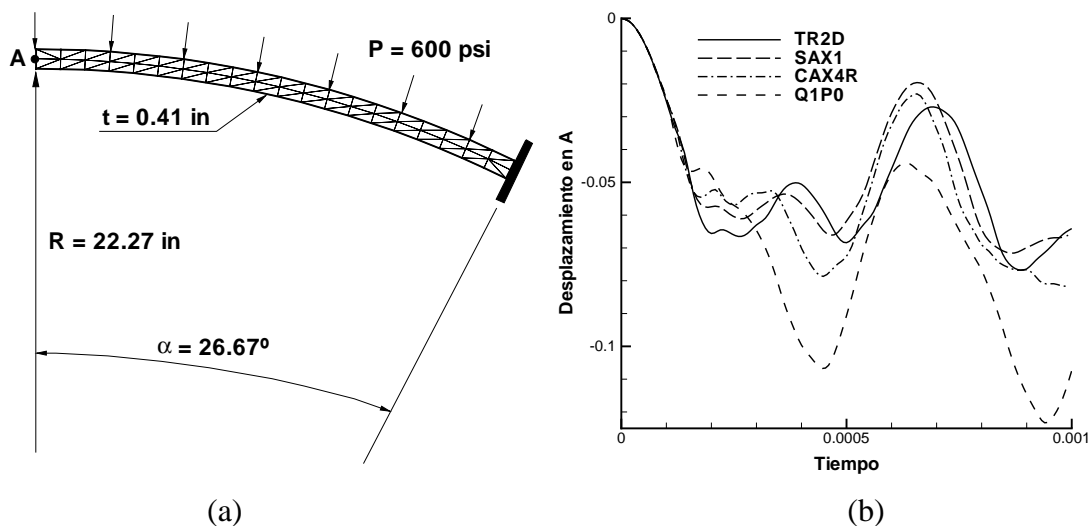 A
P = 600 psi
t = 0.41 in
R = 22.27 in
α = 26.67º
(a)
0
-0.05
-0.1
Desplazamiento en A
TR2D
SAX1
CAX4R
Q1P0
0
0.0005
0.001
Tiempo
(b)